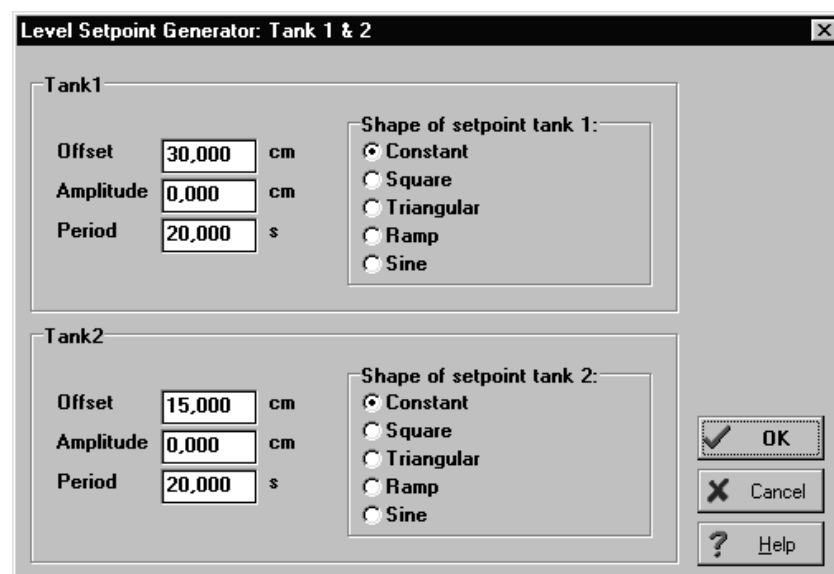 Level Setpoint Generator: Tank 1 & 2
Tank1
Offset 30,000 cm
Amplitude 0,000 cm
Period 20,000 s
Shape of setpoint tank 1:
Constant
Square
Triangular
Ramp
Sine
Tank2
Offset 15,000 cm
Amplitude 0,000 cm
Period 20,000 s
Shape of setpoint tank 2:
Constant
Square
Triangular
Ramp
Sine
OK
Cancel
Help